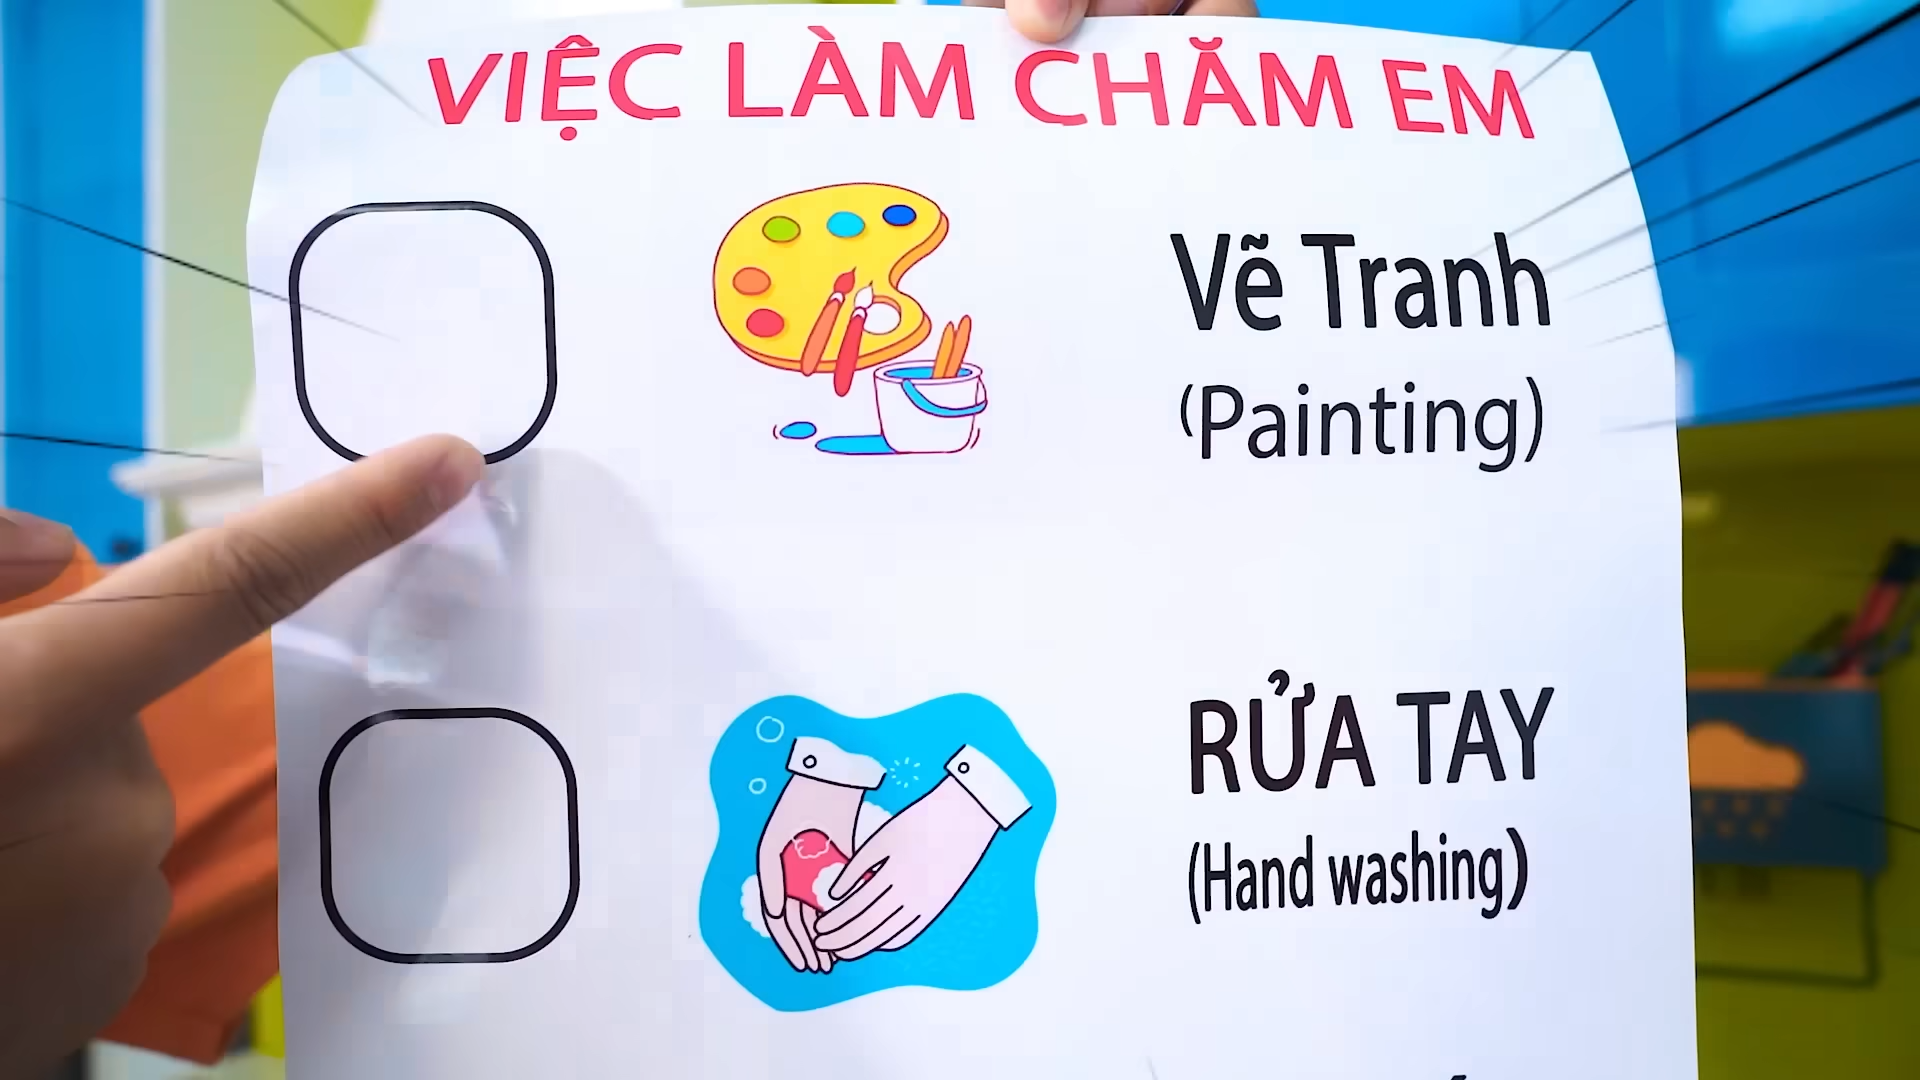 VIỆC LÀM CHĂM EM
Vẽ Tranh
(Painting)
RỬA TAY
(Hand washing)